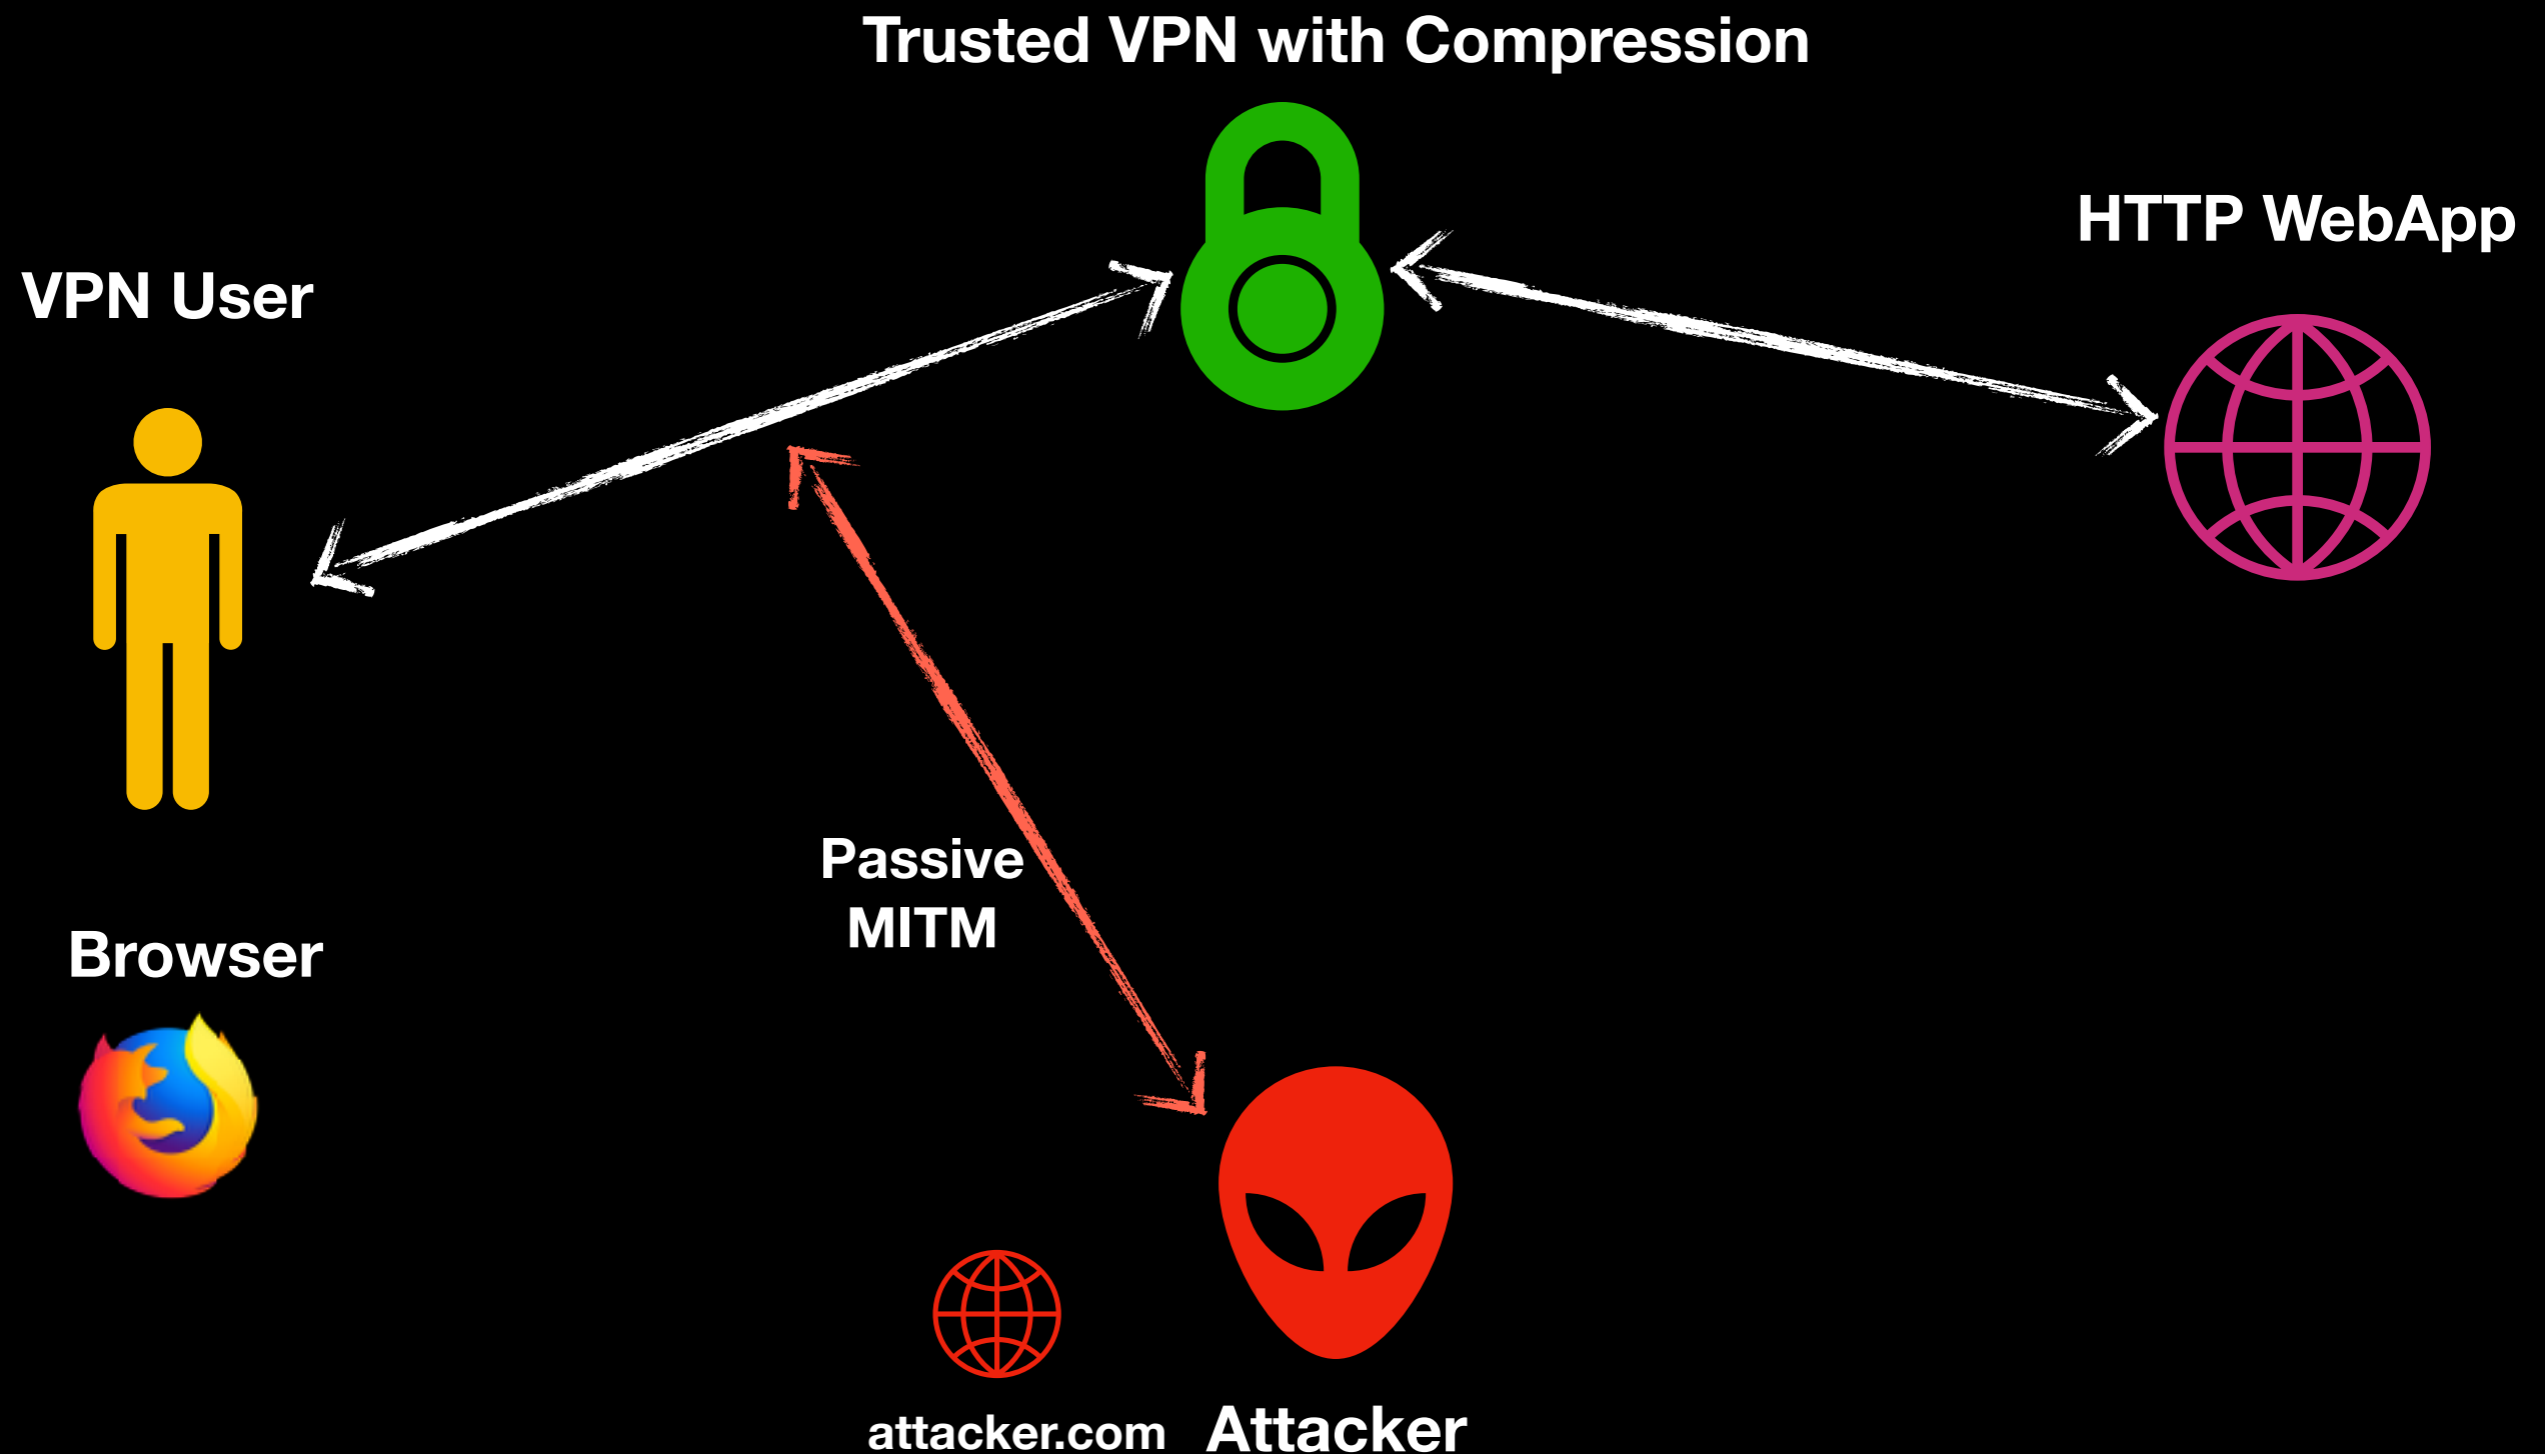 Trusted VPN with Compression
HTTP WebApp
VPN User
Passive
MITM
Browser
attacker.com
Attacker